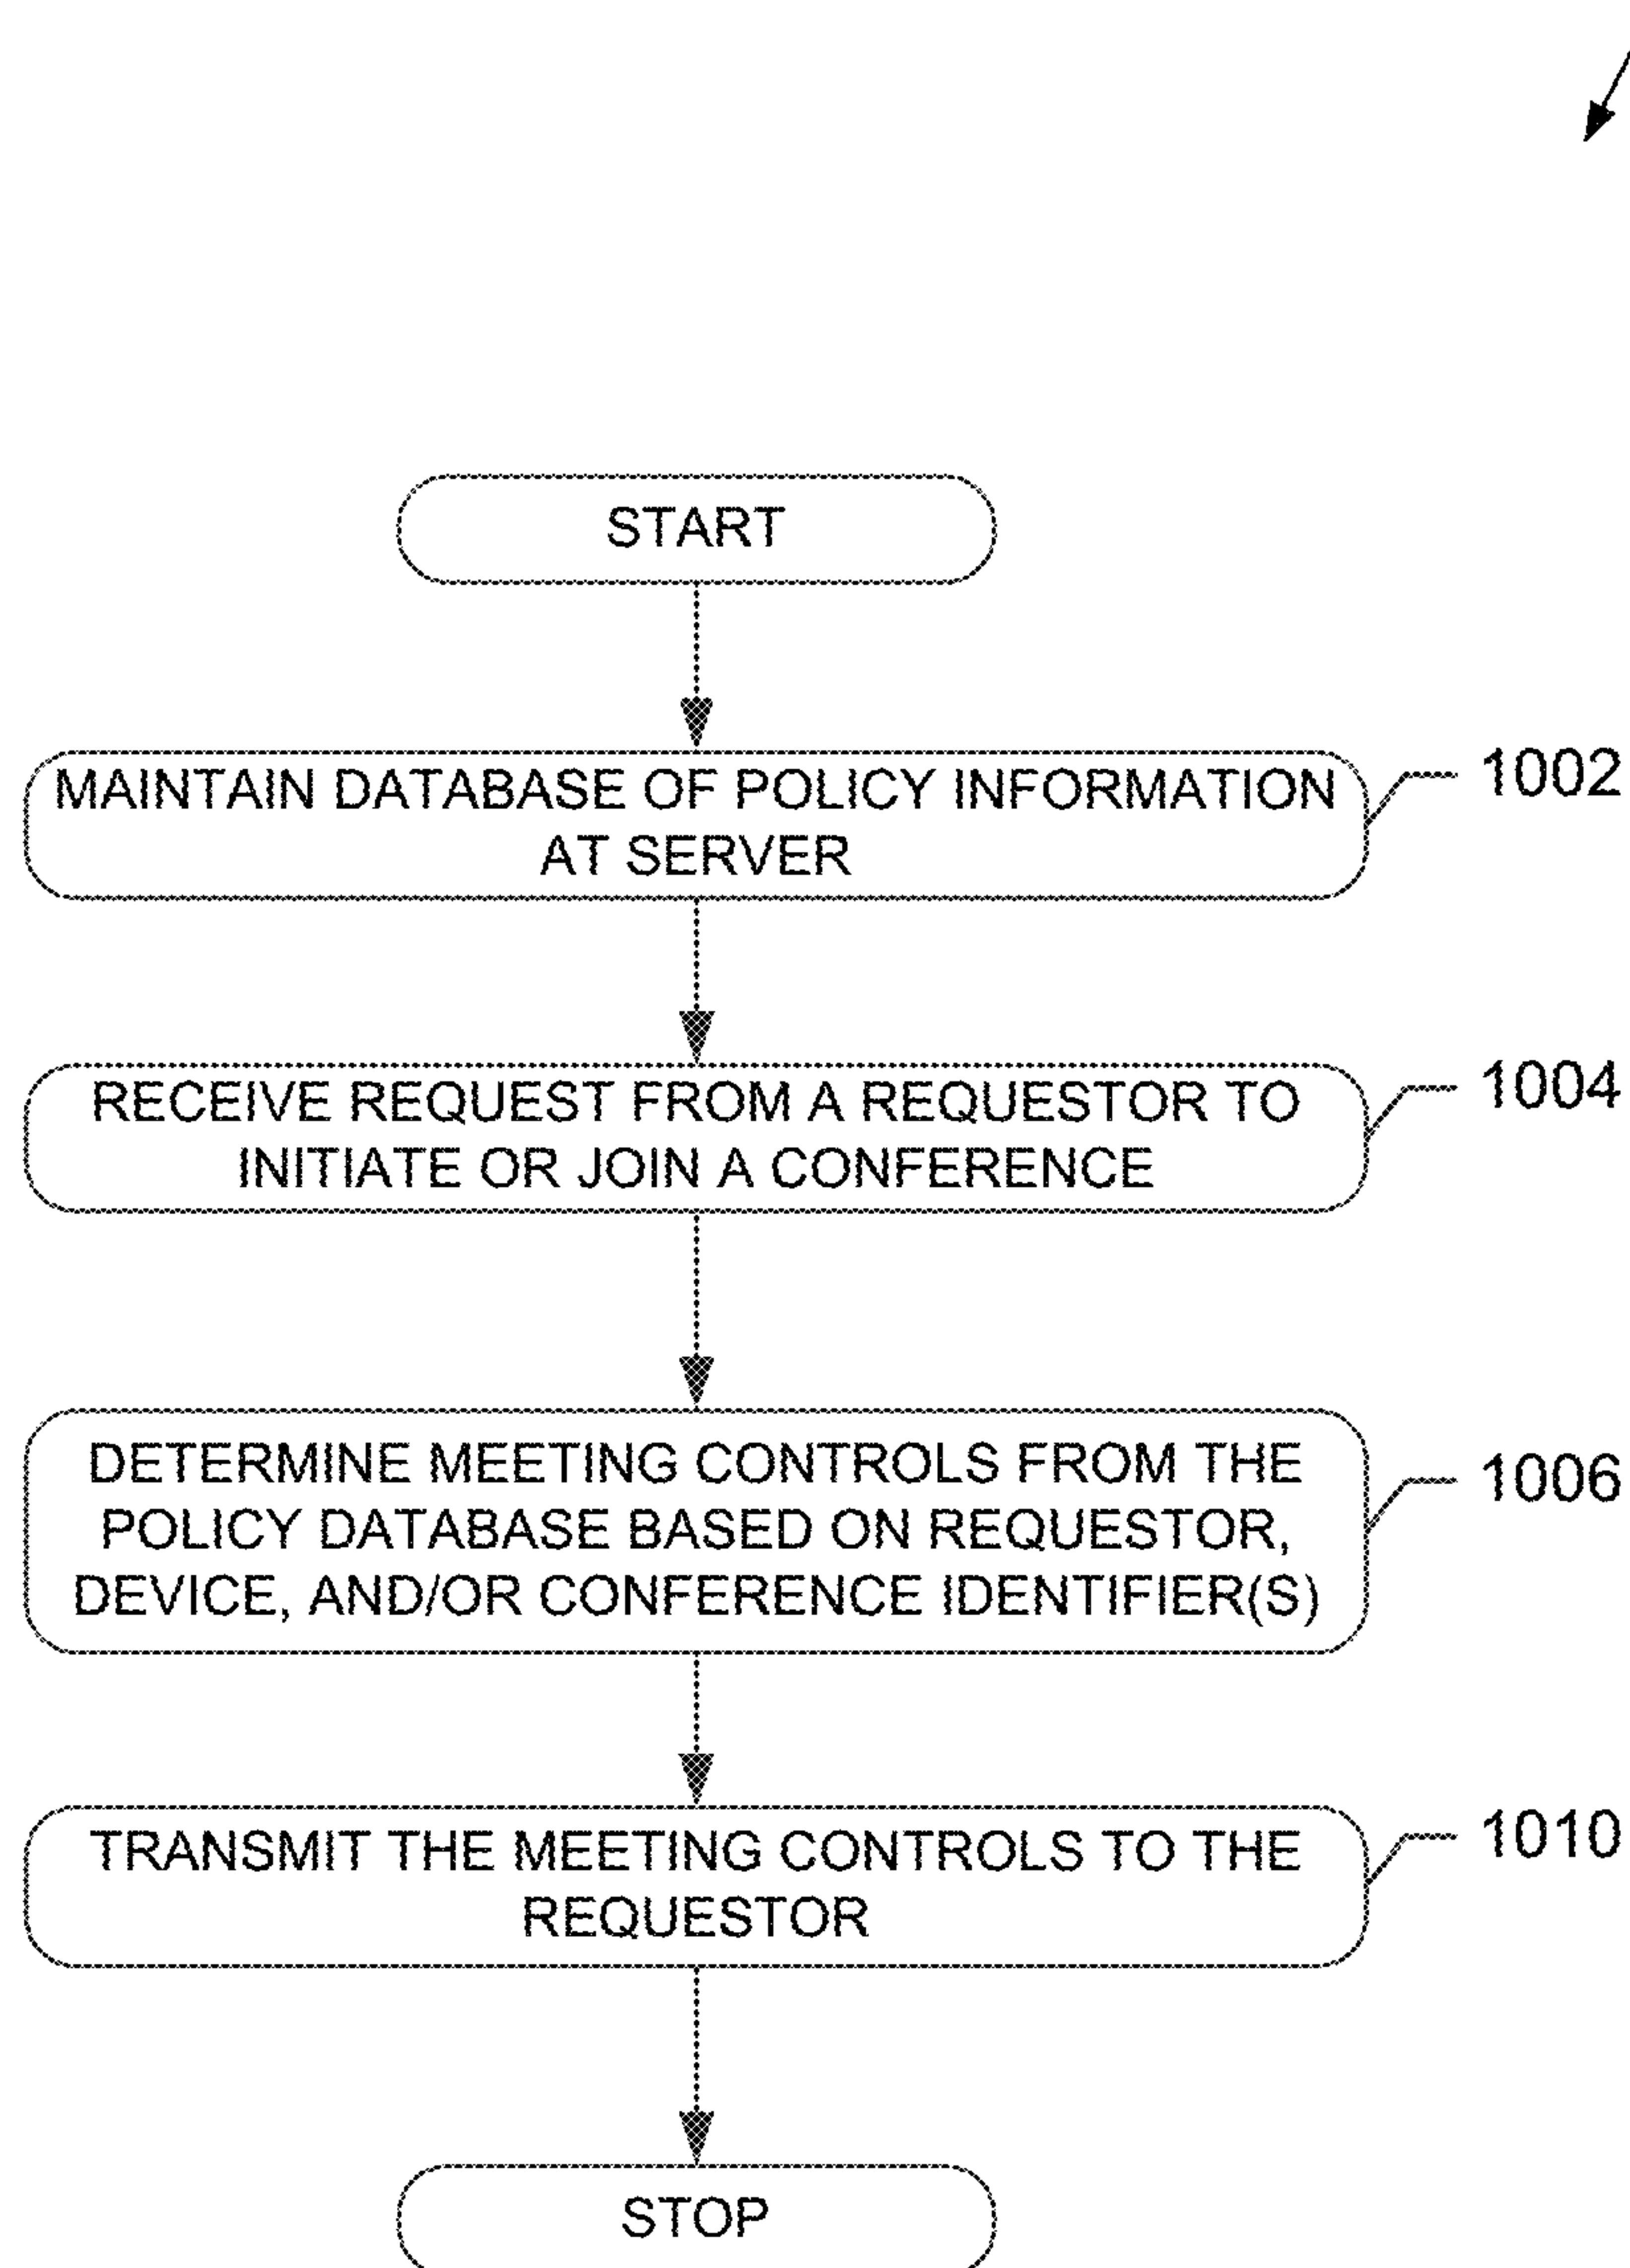 START
MAINTAIN DATABASE OF POLICY INFORMATION
AT SERVER
1002
RECEIVE REQUEST FROM A REQUESTOR TO
INITIATE OR JOIN A CONFERENCE
1004
DETERMINE MEETING CONTROLS FROM THE
POLICY DATABASE BASED ON REQUESTOR,
DEVICE, AND/OR CONFERENCE IDENTIFIER(S)
1006
TRANSMIT THE MEETING CONTROLS TO THE
REQUESTOR
1010
STOP